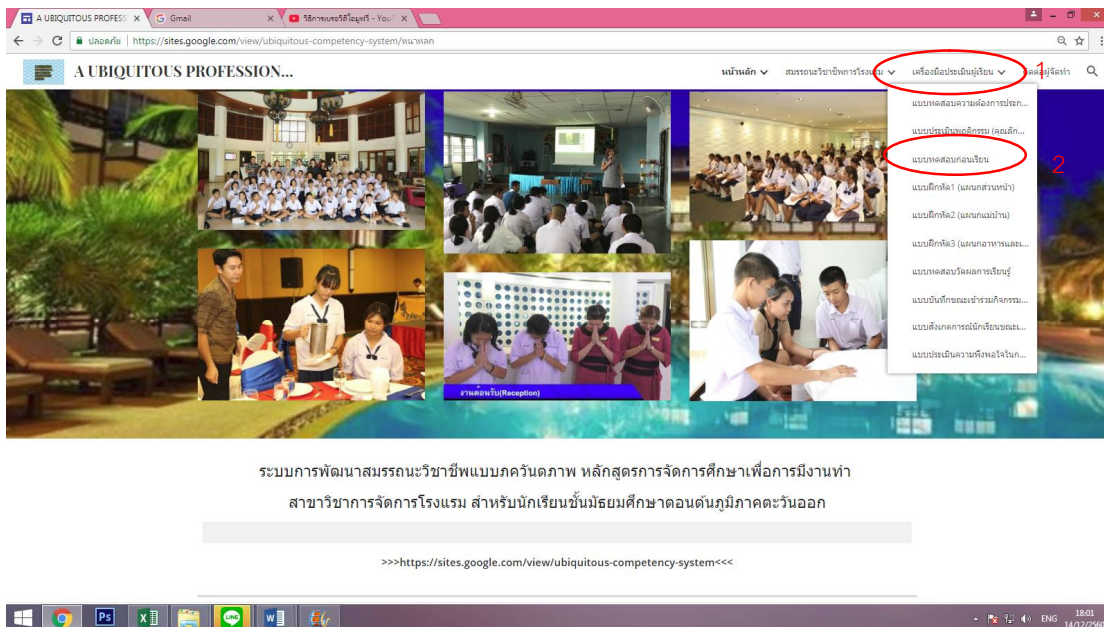 A UBIQUITOUS PROFESS
Gmail
วิธีการเบรอวิดีโอยูทูป - YouT
ปลอดภัย
https://sites.google.com/view/ubiquitous-competency-system/หน้าหลัก
A UBIQUITOUS PROFESSION...
หน้าหลัก
สมรรถนะวิชาชีพการโรงแรม
เครื่องมือประเมินผู้เรียน
ติดต่อผู้จัดทำ
1
แบบทดสอบความต้องการประก...
แบบประเมินพฤติกรรม (คุณลัก...
แบบทดสอบก่อนเรียน
2
แบบฝึกหัด1 (แผนกส่วนหน้า)
แบบฝึกหัด2 (แผนกแม่บ้าน)
แบบฝึกหัด3 (แผนกอาหารและเ...
แบบทดสอบวัดผลการเรียนรู้
แบบบันทึกขณะเข้าร่วมกิจกรรม...
แบบสังเกตการณ์นักเรียนขณะเ...
แบบประเมินความพึงพอใจในก...
งานต้อนรับ(Reception)
ระบบการพัฒนาสมรรถนะวิชาชีพแบบภควันตภาพ หลักสูตรการจัดการศึกษาเพื่อการมีงานทำ
สาขาวิชาการจัดการโรงแรม สำหรับนักเรียนชั้นมัธยมศึกษาตอนต้นภูมิภาคตะวันออก
>>>https://sites.google.com/view/ubiquitous-competency-system<<<
Ps
LINE
ENG
18:01
14/12/2560